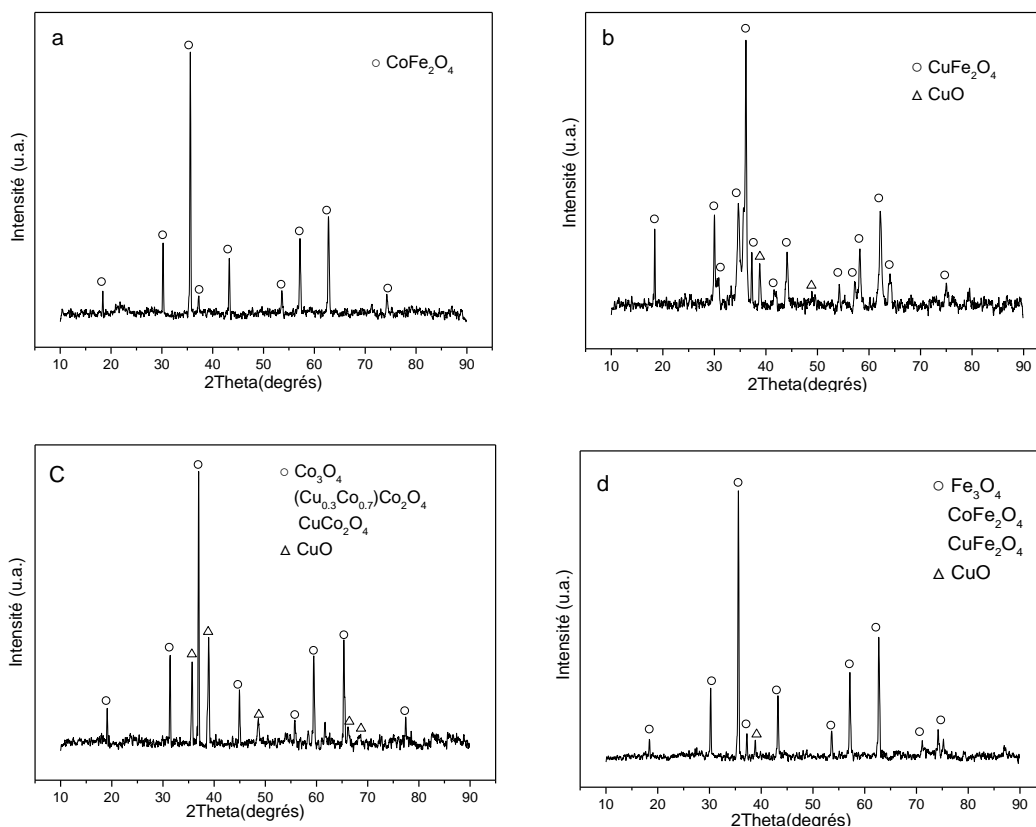 a
○ CoFe₂O₄
Intensité (u.a.)
10 20 30 40 50 60 70 80 90
2Theta(degrés)
b
○ CuFe₂O₄
△ CuO
Intensité (u.a.)
10 20 30 40 50 60 70 80 90
2Theta(degrés)
C
○ Co₃O₄
(Cu₀.₃Co₀.₇)Co₂O₄
CuCo₂O₄
△ CuO
Intensité (u.a.)
10 20 30 40 50 60 70 80 90
2Theta(degrés)
d
○ Fe₃O₄
CoFe₂O₄
CuFe₂O₄
△ CuO
Intensité (u.a.)
10 20 30 40 50 60 70 80 90
2Theta(degrés)